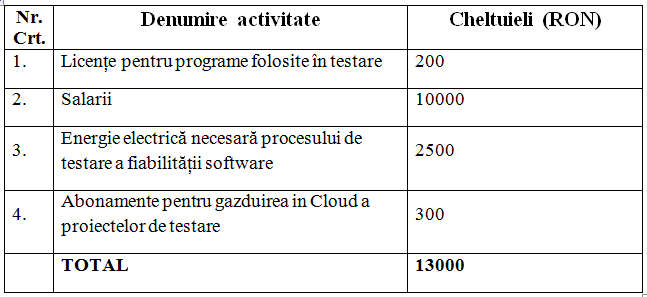 Nr. Crt. Denumire activitate Cheltuieli (RON)
1. Licențe pentru programe folosite în testare 200
2. Salarii 10000
3. Energie electrică necesară procesului de
testare a fiabilității software 2500
4. Abonamente pentru gazduirea in Cloud a
proiectelor de testare 300
TOTAL 13000